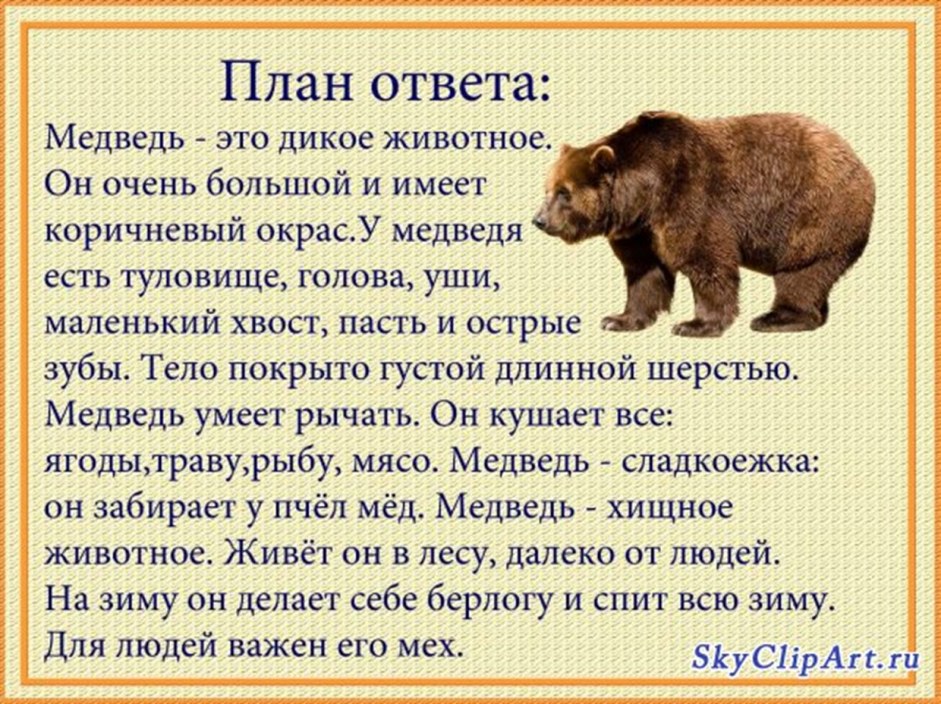 План ответа:
Медведь - это дикое животное.
Он очень большой и имеет
коричневый окрас.У медведя
есть туловище, голова, уши,
маленький хвост, пасть и острые
зубы. Тело покрыто густой длинной шерстью.
Медведь умеет рычать. Он кушает все:
ягоды,траву,рыбу, мясо. Медведь - сладкоежка:
он забирает у пчёл мёд. Медведь - хищное
животное. Живёт он в лесу, далеко от людей.
На зиму он делает себе берлогу и спит всю зиму.
Для людей важен его мех.
SkyClipArt.ru